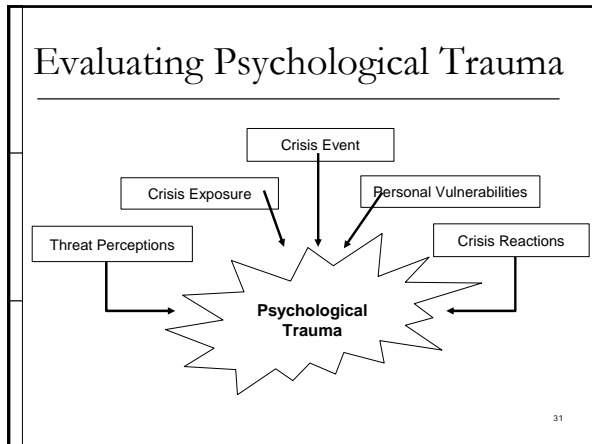 Evaluating Psychological Trauma
Crisis Event
Crisis Exposure
Personal Vulnerabilities
Threat Perceptions
Crisis Reactions
Psychological
Trauma
31